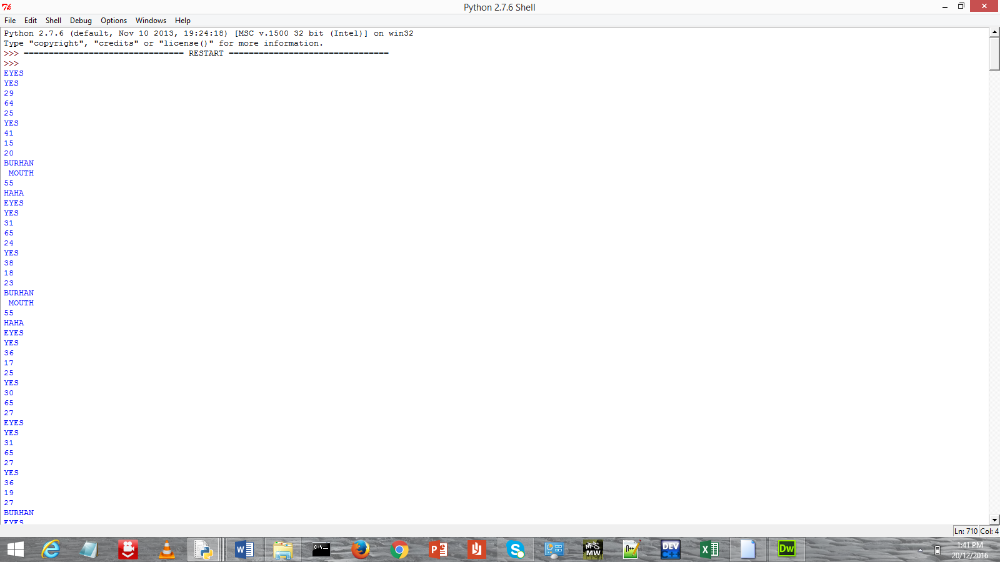 Python 2.7.6 Shell
File Edit Shell Debug Options Windows Help
Python 2.7.6 (default, Nov 10 2013, 19:24:18) [MSC v.1500 32 bit (Intel)] on win32
Type "copyright", "credits" or "license()" for more information.
>>> ================================ RESTART ================================
>>>
EYES
YES
29
64
25
YES
41
15
20
BURHAN
MOUTH
55
HAHA
EYES
YES
31
65
24
YES
38
18
23
BURHAN
MOUTH
55
HAHA
EYES
YES
36
17
25
YES
30
65
27
EYES
YES
31
65
27
YES
36
19
27
BURHAN
EYES
Ln: 710 Col: 4
C:\.
NFS
MW
n++
DEV
C++
Dw
1:41 PM
20/12/2016